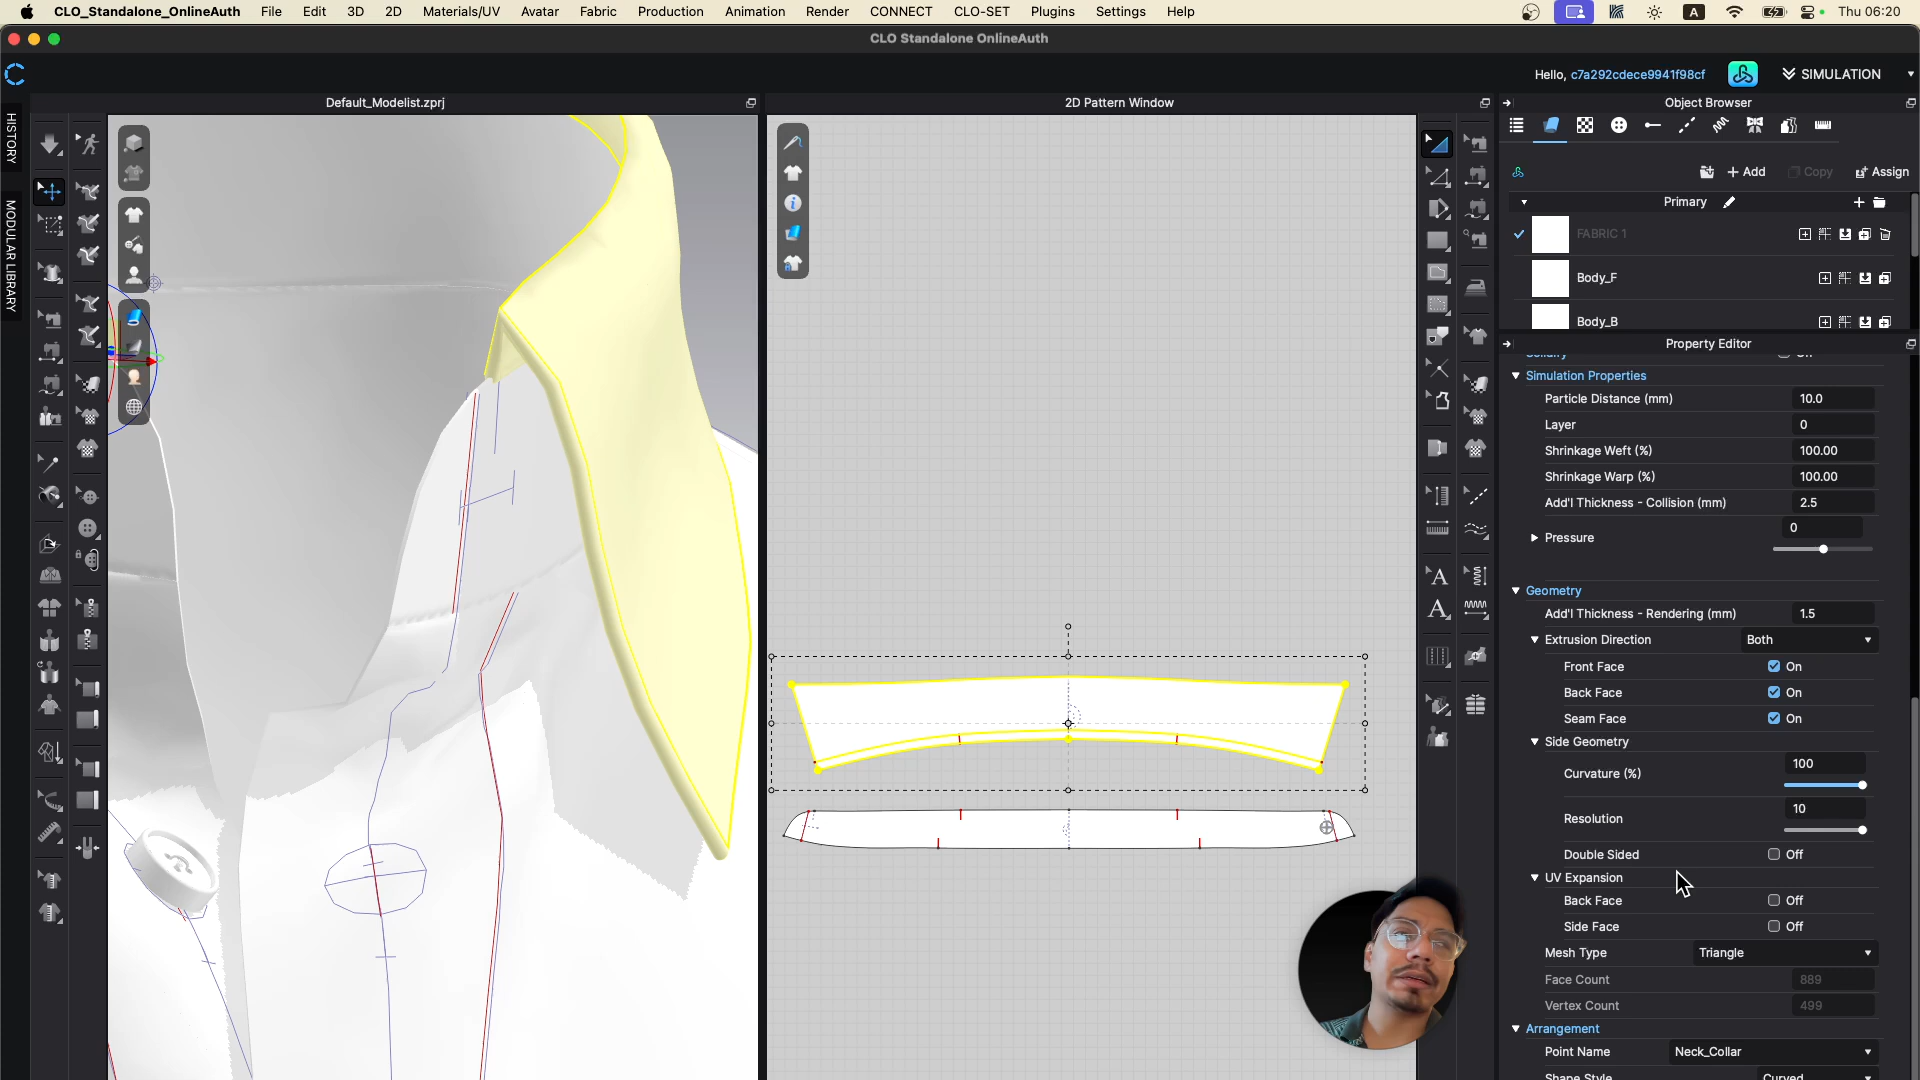 CLO_Standalone_OnlineAuth File Edit 3D 2D Materials/UV Avatar Fabric Production Animation Render CONNECT CLO-SET Plugins Settings Help A Thu 06:20
CLO Standalone OnlineAuth
Hello, c7a292cdece9941f98cf SIMULATION
HISTORY
MODULAR LIBRARY
Default_Modelist.zprj
2D Pattern Window
Object Browser
+ Add Copy Assign
Primary
FABRIC 1
Body_F
Body_B
Property Editor
Simulation Properties
Particle Distance (mm) 10.0
Layer 0
Shrinkage Weft (%) 100.00
Shrinkage Warp (%) 100.00
Add'l Thickness - Collision (mm) 2.5
Pressure 0
Geometry
Add'l Thickness - Rendering (mm) 1.5
Extrusion Direction Both
Front Face On
Back Face On
Seam Face On
Side Geometry
Curvature (%) 100
Resolution 10
Double Sided Off
UV Expansion
Back Face Off
Side Face Off
Mesh Type Triangle
Face Count 889
Vertex Count 499
Arrangement
Point Name Neck_Collar
Shape Style Curved